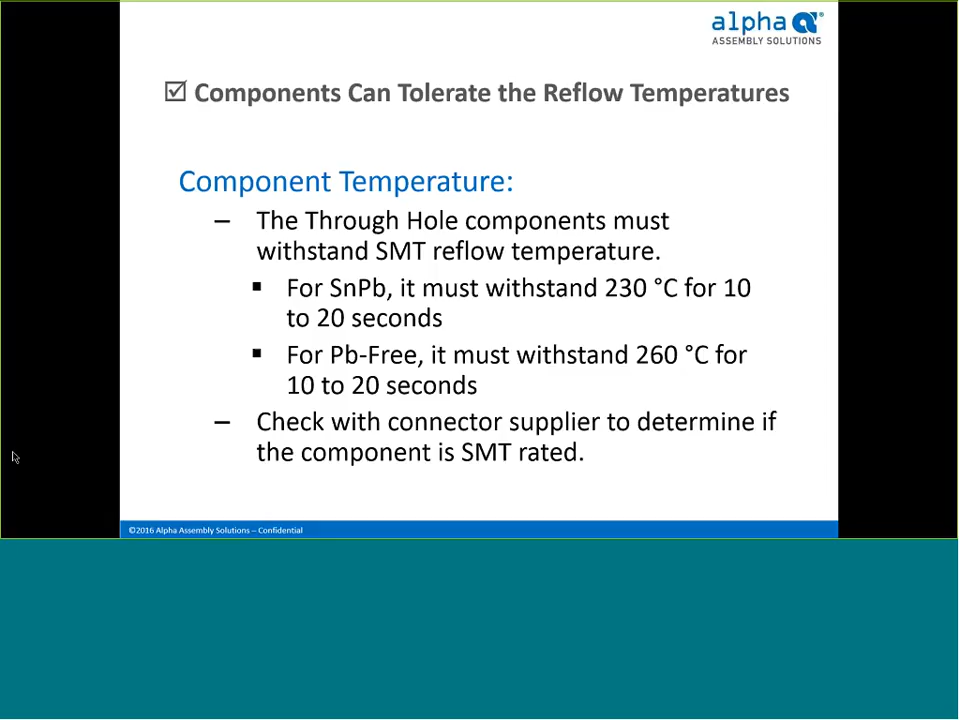 alpha a®
ASSEMBLY SOLUTIONS
☑ Components Can Tolerate the Reflow Temperatures
Component Temperature:
– The Through Hole components must
withstand SMT reflow temperature.
▪ For SnPb, it must withstand 230 °C for 10
to 20 seconds
▪ For Pb-Free, it must withstand 260 °C for
10 to 20 seconds
– Check with connector supplier to determine if
the component is SMT rated.
©2016 Alpha Assembly Solutions – Confidential